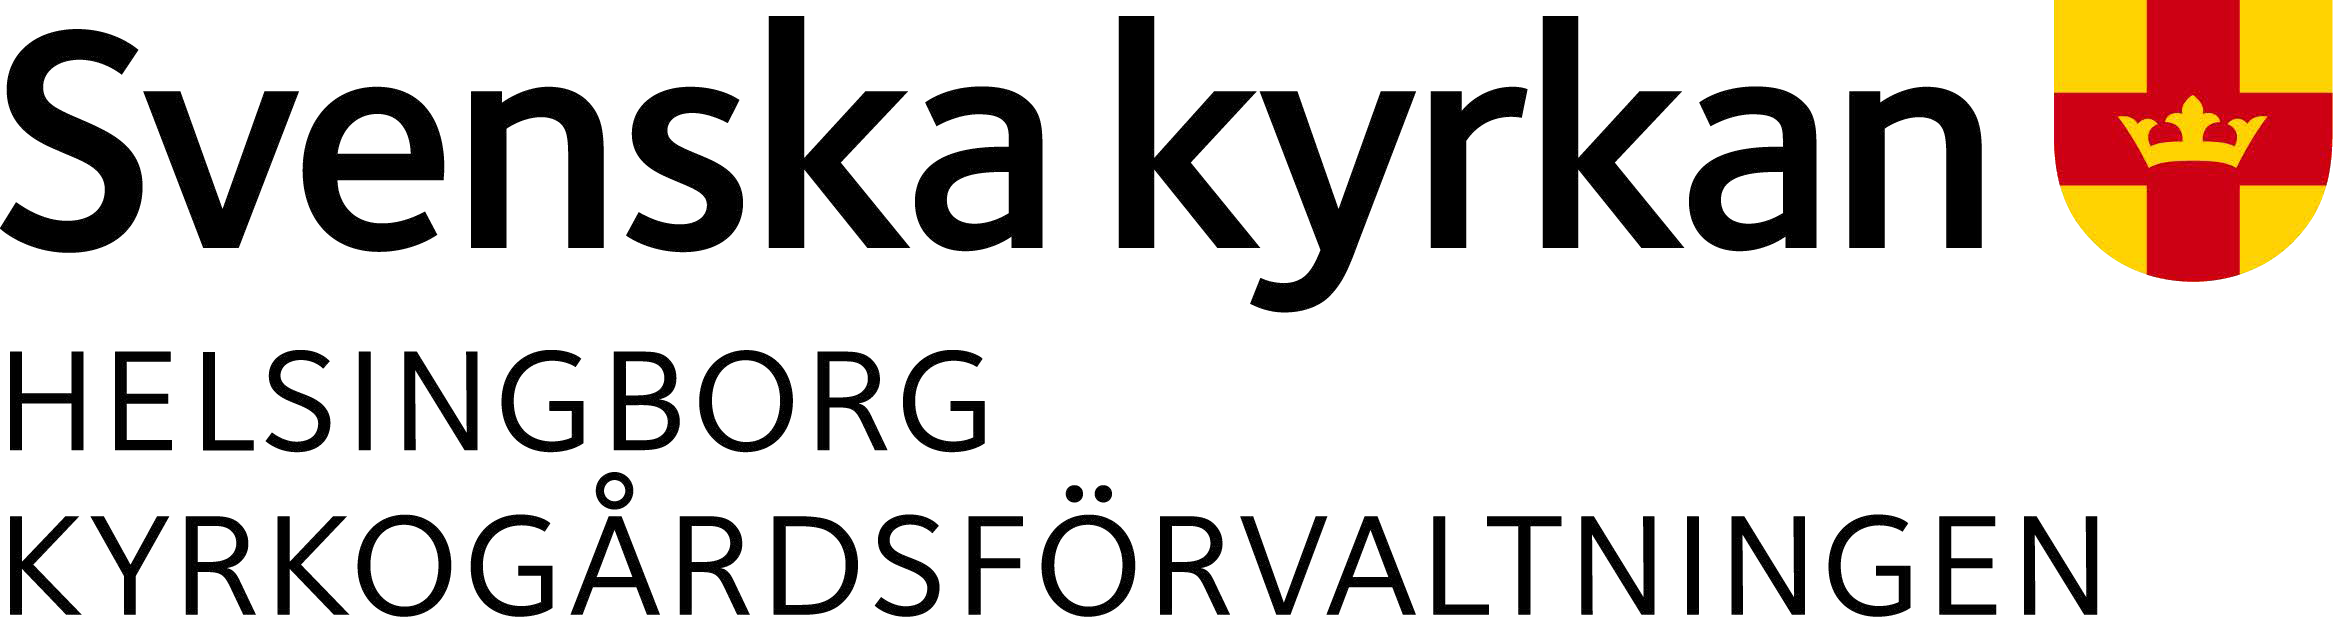 Svenska kyrkan
HELSINGBORG
KYRKOGÅRDSFÖRVALTNINGEN